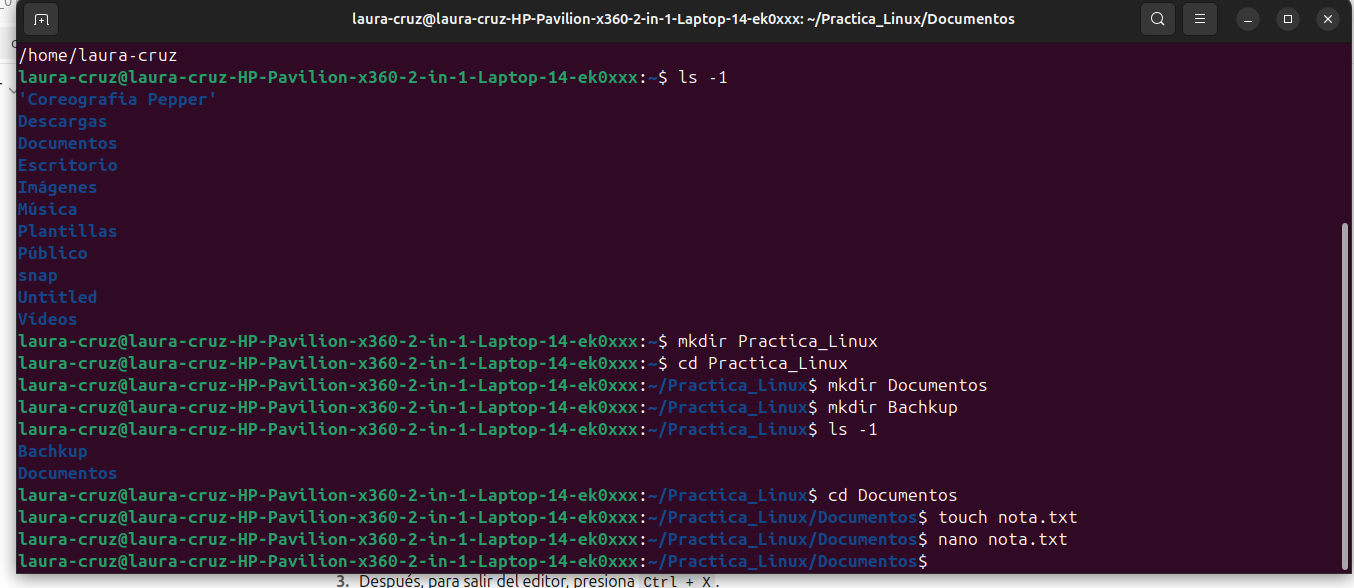 laura-cruz@laura-cruz-HP-Pavilion-x360-2-in-1-Laptop-14-ek0xxx: ~/Practica_Linux/Documentos
/home/laura-cruz
laura-cruz@laura-cruz-HP-Pavilion-x360-2-in-1-Laptop-14-ek0xxx:~$ ls -1
'Coreografia Pepper'
Descargas
Documentos
Escritorio
Imágenes
Música
Plantillas
Público
snap
Untitled
Vídeos
laura-cruz@laura-cruz-HP-Pavilion-x360-2-in-1-Laptop-14-ek0xxx:~$ mkdir Practica_Linux
laura-cruz@laura-cruz-HP-Pavilion-x360-2-in-1-Laptop-14-ek0xxx:~$ cd Practica_Linux
laura-cruz@laura-cruz-HP-Pavilion-x360-2-in-1-Laptop-14-ek0xxx:~/Practica_Linux$ mkdir Documentos
laura-cruz@laura-cruz-HP-Pavilion-x360-2-in-1-Laptop-14-ek0xxx:~/Practica_Linux$ mkdir Bachkup
laura-cruz@laura-cruz-HP-Pavilion-x360-2-in-1-Laptop-14-ek0xxx:~/Practica_Linux$ ls -1
Bachkup
Documentos
laura-cruz@laura-cruz-HP-Pavilion-x360-2-in-1-Laptop-14-ek0xxx:~/Practica_Linux$ cd Documentos
laura-cruz@laura-cruz-HP-Pavilion-x360-2-in-1-Laptop-14-ek0xxx:~/Practica_Linux/Documentos$ touch nota.txt
laura-cruz@laura-cruz-HP-Pavilion-x360-2-in-1-Laptop-14-ek0xxx:~/Practica_Linux/Documentos$ nano nota.txt
laura-cruz@laura-cruz-HP-Pavilion-x360-2-in-1-Laptop-14-ek0xxx:~/Practica_Linux/Documentos$
3. Después, para salir del editor, presiona Ctrl + X.